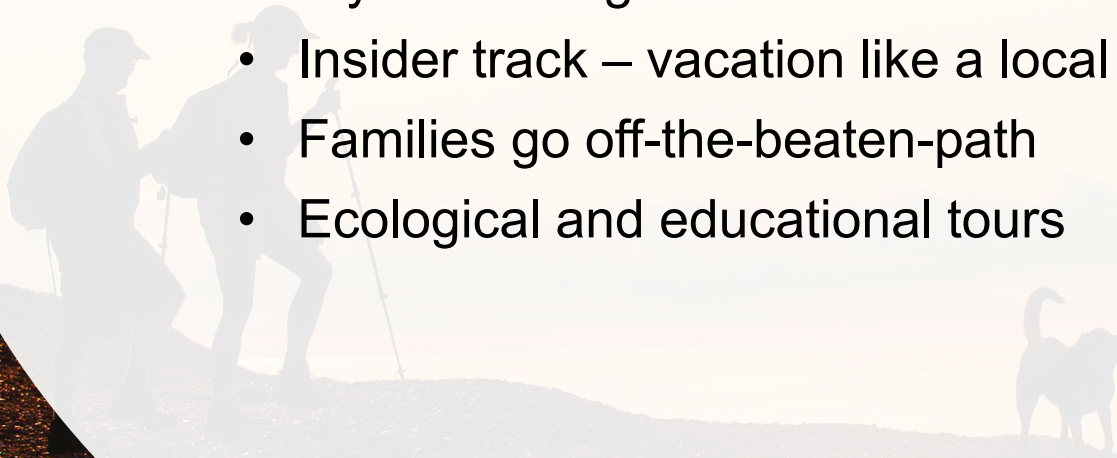 • Insider track – vacation like a local
• Families go off-the-beaten-path
• Ecological and educational tours